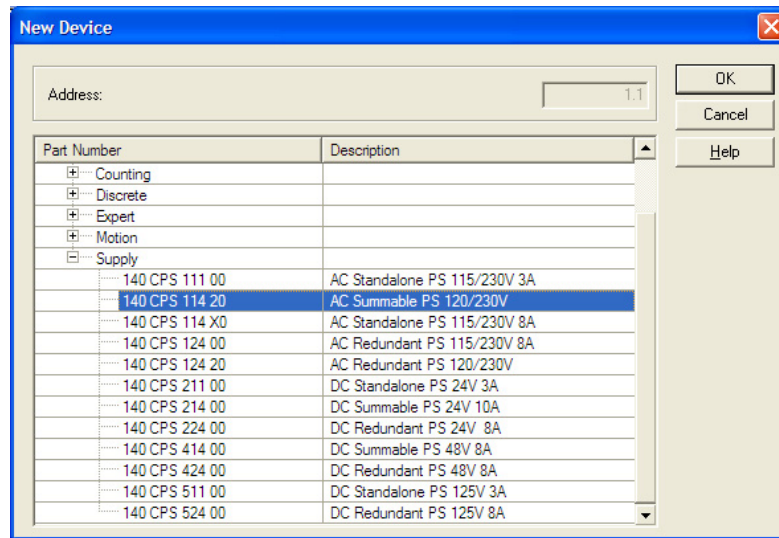 New Device
Address:
1.1
OK
Cancel
Help
Part Number Description
Counting
Discrete
Expert
Motion
Supply
140 CPS 111 00 AC Standalone PS 115/230V 3A
140 CPS 114 20 AC Summable PS 120/230V
140 CPS 114 X0 AC Standalone PS 115/230V 8A
140 CPS 124 00 AC Redundant PS 115/230V 8A
140 CPS 124 20 AC Redundant PS 120/230V
140 CPS 211 00 DC Standalone PS 24V 3A
140 CPS 214 00 DC Summable PS 24V 10A
140 CPS 224 00 DC Redundant PS 24V 8A
140 CPS 414 00 DC Summable PS 48V 8A
140 CPS 424 00 DC Redundant PS 48V 8A
140 CPS 511 00 DC Standalone PS 125V 3A
140 CPS 524 00 DC Redundant PS 125V 8A